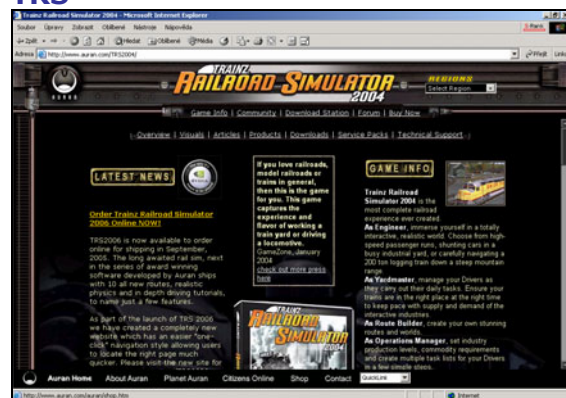 TRS
Trainz Railroad Simulator 2004 - Microsoft Internet Explorer
Soubor Úpravy Zobrazit Oblíbené Nástroje Nápověda
Zpět Hledat Oblíbené Média
Adresa http://www.auran.com/TRS2004/ Přejít
AURAN
TRAINZ
RAILROAD SIMULATOR
2004
REGIONS
Select Region
Game Info | Community | Download Station | Forum | Buy Now
Overview | Visuals | Articles | Products | Downloads | Service Packs | Technical Support
LATEST NEWS
Order Trainz Railroad Simulator
2006 Online NOW!
TRS2006 is now available to order
online for shipping in September,
2005. The long awaited rail sim, next
in the series of award winning
software developed by Auran ships
with 10 all new routes, realistic
physics and in depth driving tutorials,
to name just a few features.
As part of the launch of TRS 2006
we have created a completely new
website which has an easier "one-
click" navigation style allowing users
to locate the right page much
quicker. Please visit the new site for
If you love railroads,
model railroads or
trains in general,
then this is the game
for you. This game
captures the
experience and
flavor of working a
train yard or driving
a locomotive.
GameZone, January
2004
check out more press
here
TRAINZ
RAILROAD
SIMULATOR
GAME INFO
Trainz Railroad
Simulator 2004 is the
most complete railroad
experience ever created.
As Engineer, immerse yourself in a totally
interactive, realistic world. Choose from high-
speed passenger runs, shunting cars in a
busy industrial yard, or carefully navigating a
200 ton logging train down a steep mountain
range.
As Yardmaster, manage your Drivers as
they carry out their daily tasks. Ensure your
trains are in the right place at the right time
to keep pace with supply and demand of the
interactive industries.
As Route Builder, create your own stunning
routes and worlds.
As Operations Manager, set industry
production levels, commodity requirements
and create multiple task lists for your Drivers
in a few simple steps.
Auran Home About Auran Planet Auran Citizens Online Shop Contact QuickLink
http://www.auran.com/auran/shop.htm Internet